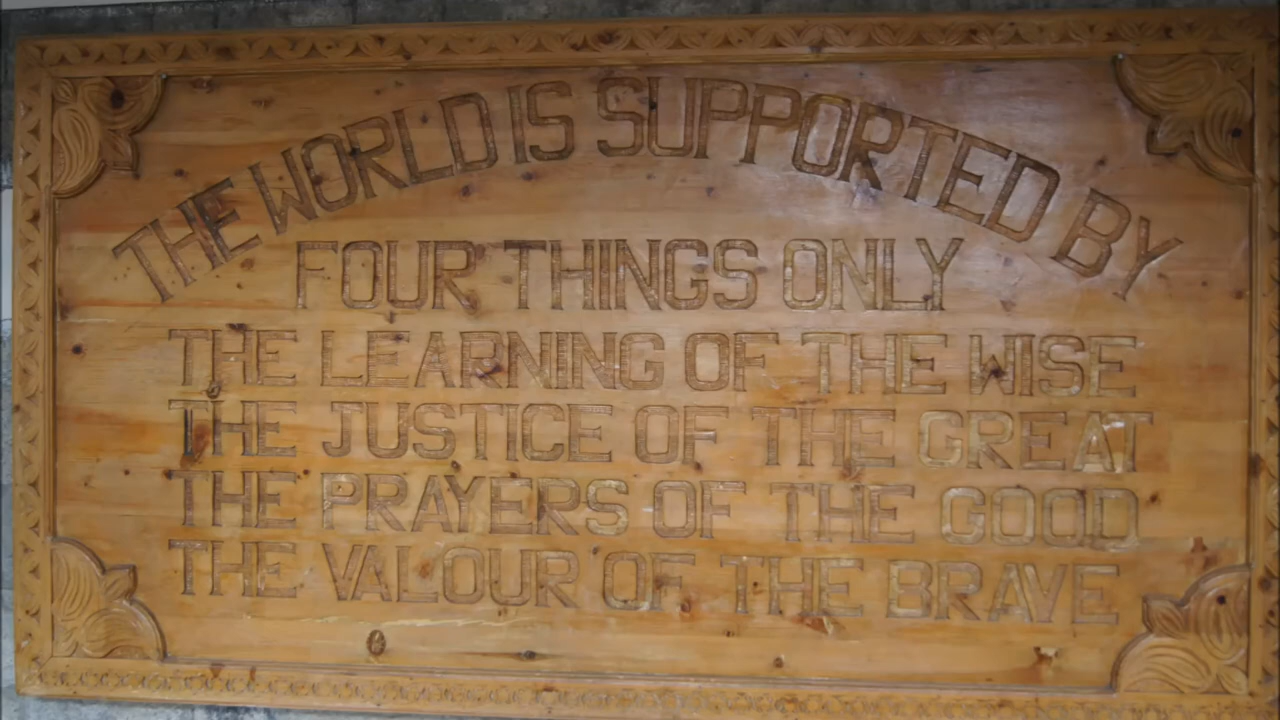 THE WORLD IS SUPPORTED BY
FOUR THINGS ONLY
THE LEARNING OF THE WISE
THE JUSTICE OF THE GREAT
THE PRAYERS OF THE GOOD
THE VALOUR OF THE BRAVE